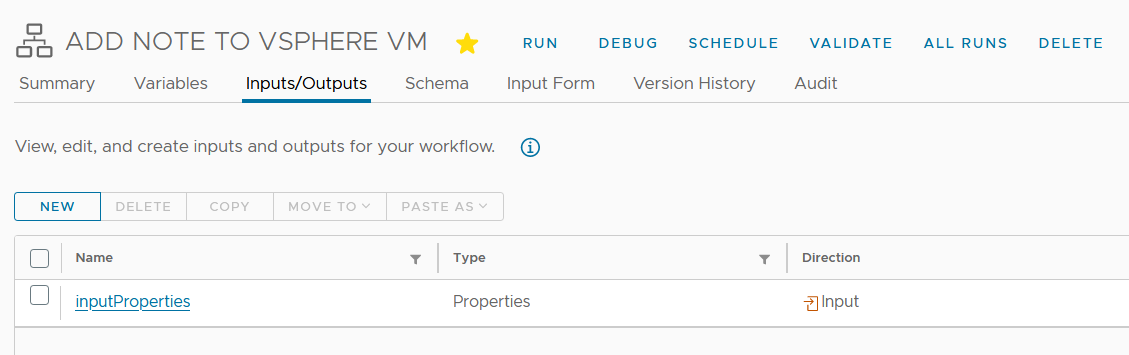 ADD NOTE TO VSPHERE VM RUN DEBUG SCHEDULE VALIDATE ALL RUNS DELETE
Summary Variables Inputs/Outputs Schema Input Form Version History Audit
View, edit, and create inputs and outputs for your workflow.
NEW DELETE COPY MOVE TO PASTE AS
Name Type Direction
inputProperties Properties Input